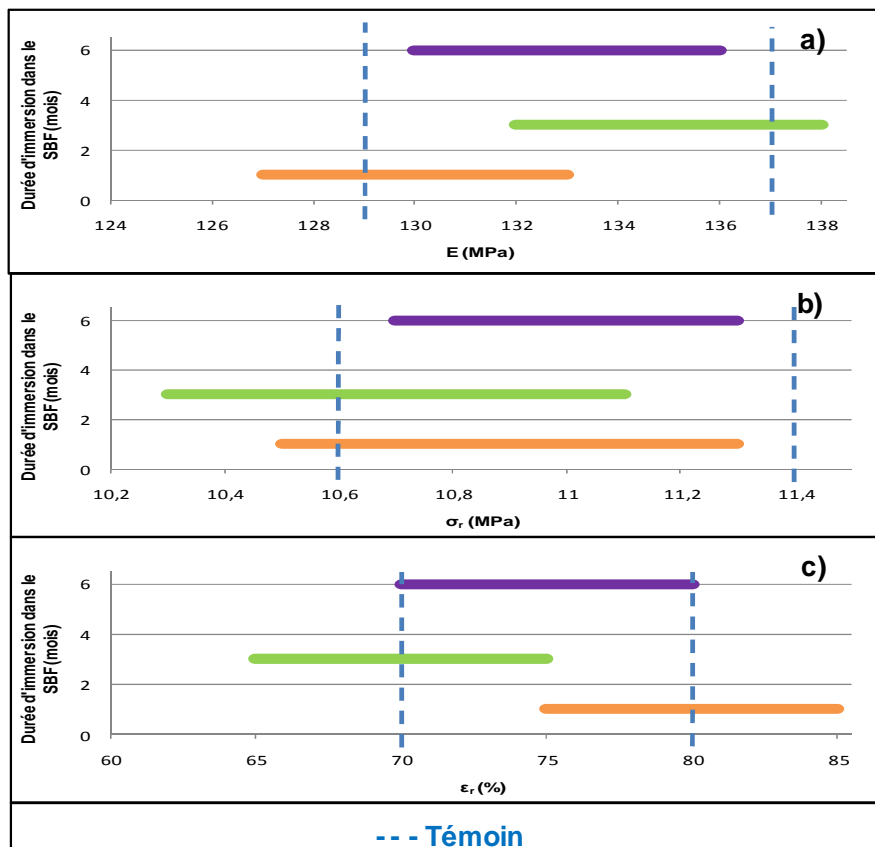 a)
Durée d'immersion dans le
SBF (mois)
6
4
2
0
124 126 128 130 132 134 136 138
E (MPa)
b)
Durée d'immersion dans le
SBF (mois)
6
4
2
0
10,2 10,4 10,6 10,8 11 11,2 11,4
σr (MPa)
c)
Durée d'immersion dans le
SBF (mois)
6
4
2
0
60 65 70 75 80 85
εr (%)
--- Témoin